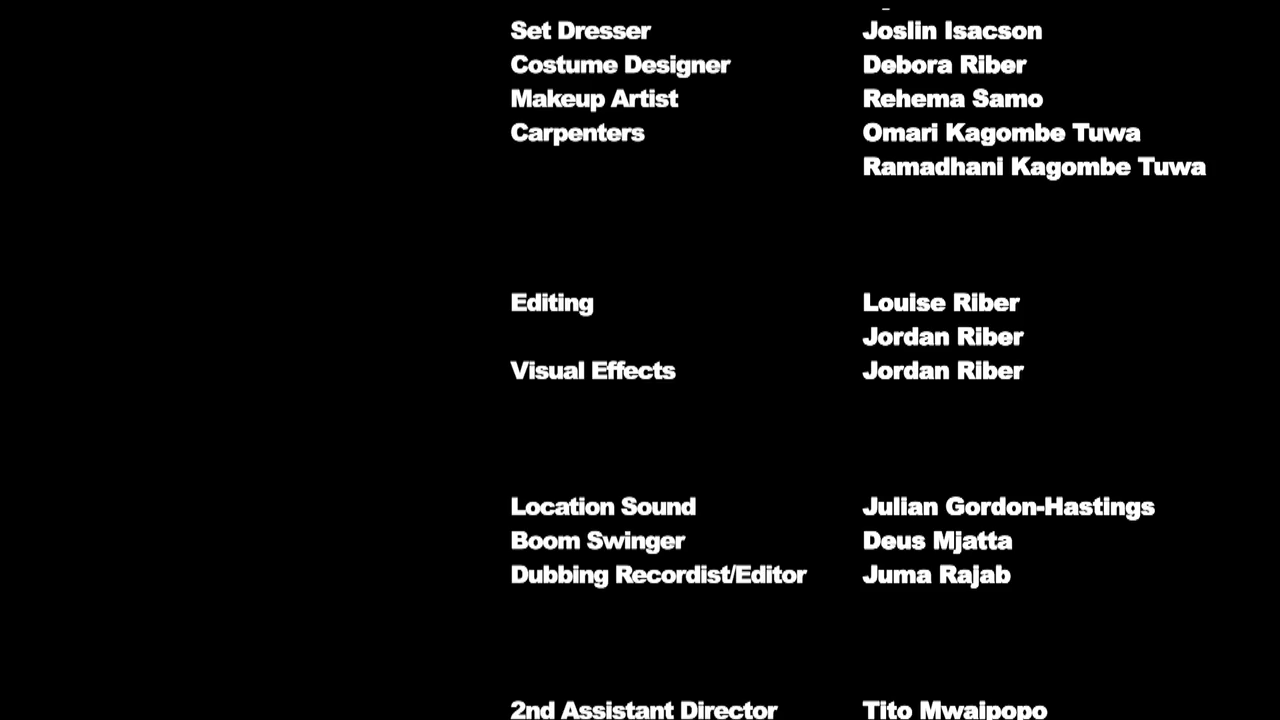 Set Dresser Joslin Isacson
Costume Designer Debora Riber
Makeup Artist Rehema Samo
Carpenters Omari Kagombe Tuwa
Ramadhani Kagombe Tuwa
Editing Louise Riber
Jordan Riber
Visual Effects Jordan Riber
Location Sound Julian Gordon-Hastings
Boom Swinger Deus Mjatta
Dubbing Recordist/Editor Juma Rajab
2nd Assistant Director Tito Mwaipopo